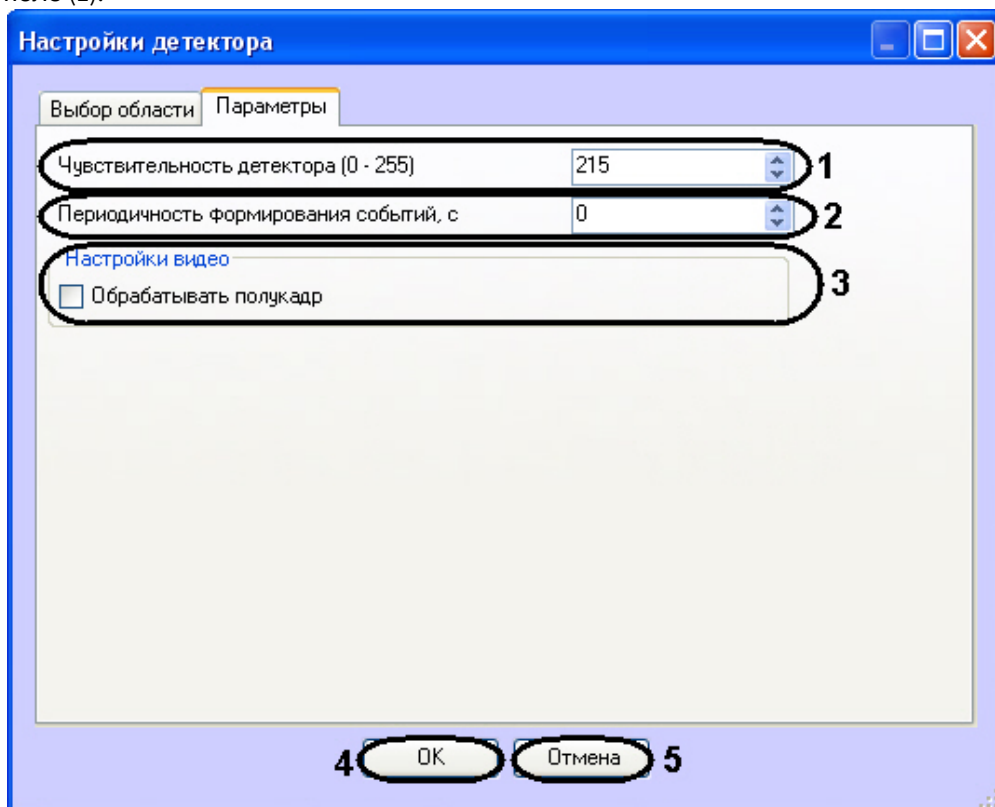 Настройки детектора
Выбор области Параметры
Чувствительность детектора (0 - 255) 215 1
Периодичность формирования событий, с 0 2
Настройки видео
Обрабатывать полукадр 3
4 OK Отмена 5